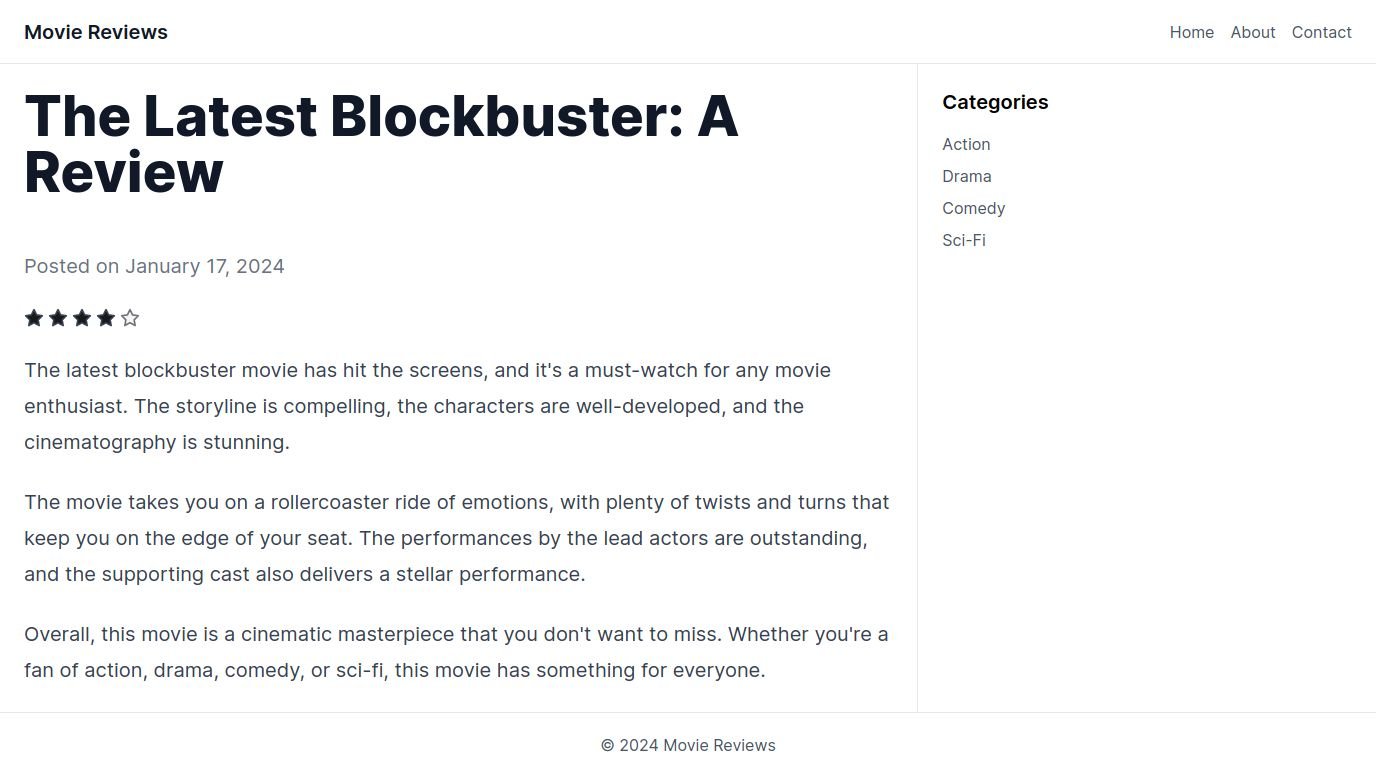 Movie Reviews
Home About Contact
The Latest Blockbuster: A
Review
Posted on January 17, 2024
The latest blockbuster movie has hit the screens, and it's a must-watch for any movie
enthusiast. The storyline is compelling, the characters are well-developed, and the
cinematography is stunning.
The movie takes you on a rollercoaster ride of emotions, with plenty of twists and turns that
keep you on the edge of your seat. The performances by the lead actors are outstanding,
and the supporting cast also delivers a stellar performance.
Overall, this movie is a cinematic masterpiece that you don't want to miss. Whether you're a
fan of action, drama, comedy, or sci-fi, this movie has something for everyone.
Categories
Action
Drama
Comedy
Sci-Fi
© 2024 Movie Reviews